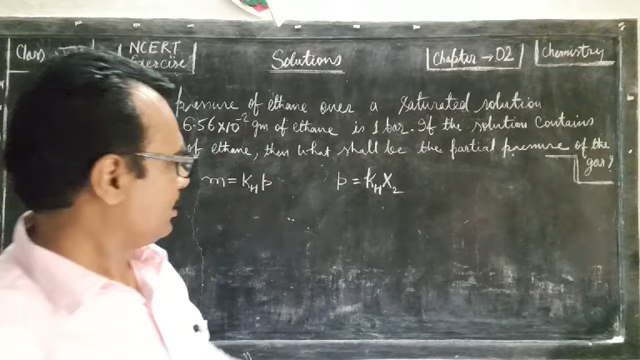 Class
NCERT
Exercise
Solutions
Chapter → 02
Chemistry
pressure of ethane over a saturated solution
6.56×10⁻² gm of ethane is 1 bar. If the solution contains
of ethane, then what shall be the partial pressure of the
gas?
m = K_H p
p = K_H X₂